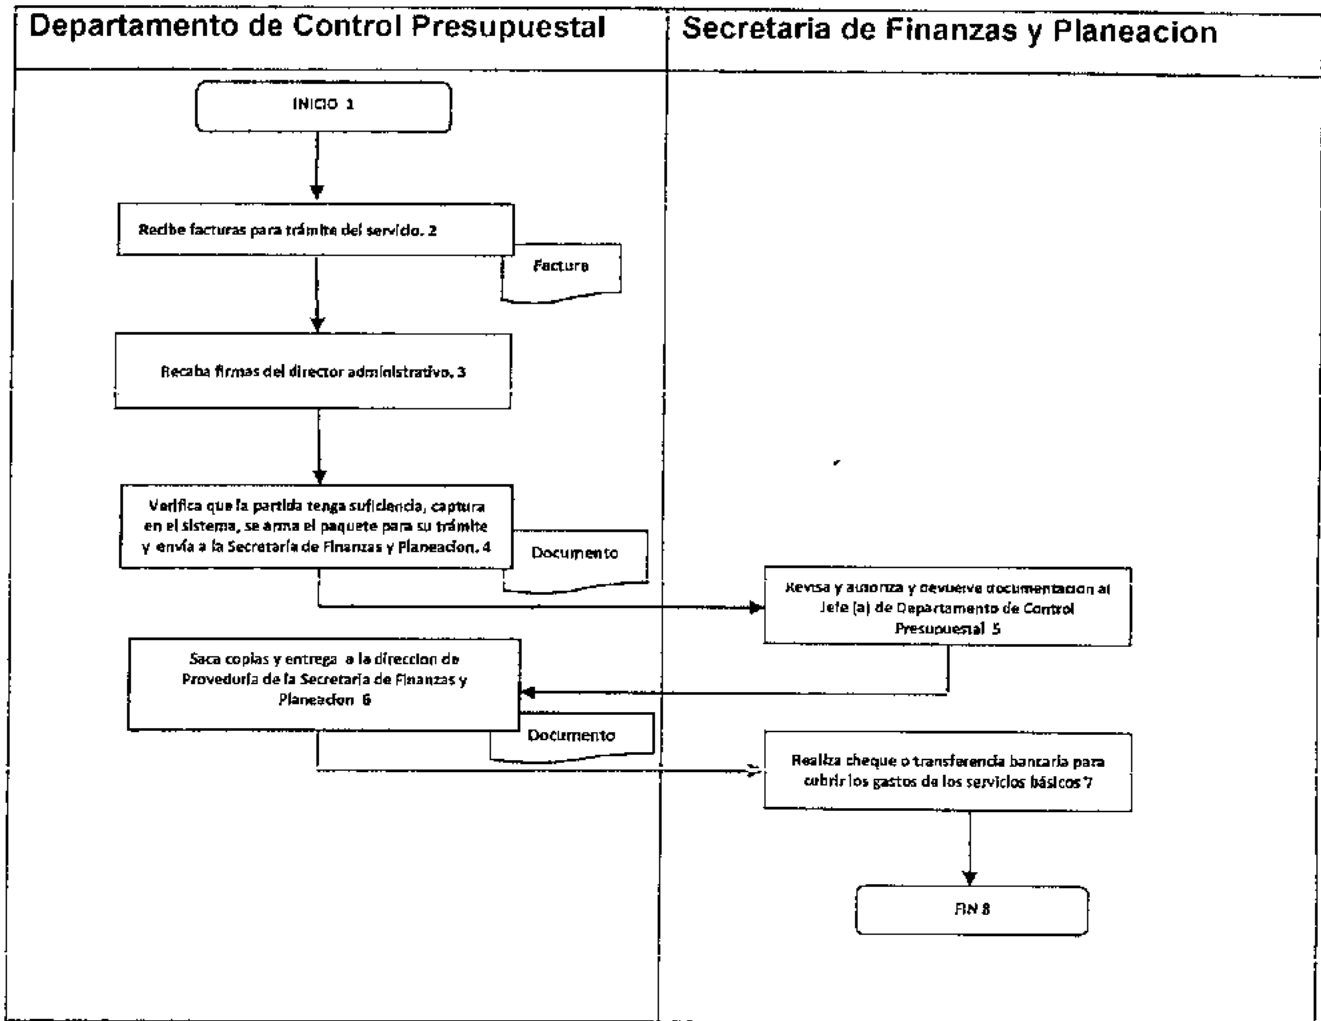 Departamento de Control Presupuestal
Secretaria de Finanzas y Planeacion
INICIO 1
Recibe facturas para trámite del servicio. 2
Factura
Recaba firmas del director administrativo. 3
Verifica que la partida tenga suficiencia, captura
en el sistema, se arma el paquete para su trámite
y envía a la Secretaría de Finanzas y Planeacion. 4
Documento
Revisa y autoriza y devuelve documentacion al
Jefe (a) de Departamento de Control
Presupuestal 5
Saca copias y entrega a la direccion de
Proveduría de la Secretaría de Finanzas y
Planeacion 6
Documento
Realiza cheque o transferencia bancaria para
cubrir los gastos de los servicios básicos 7
FIN 8